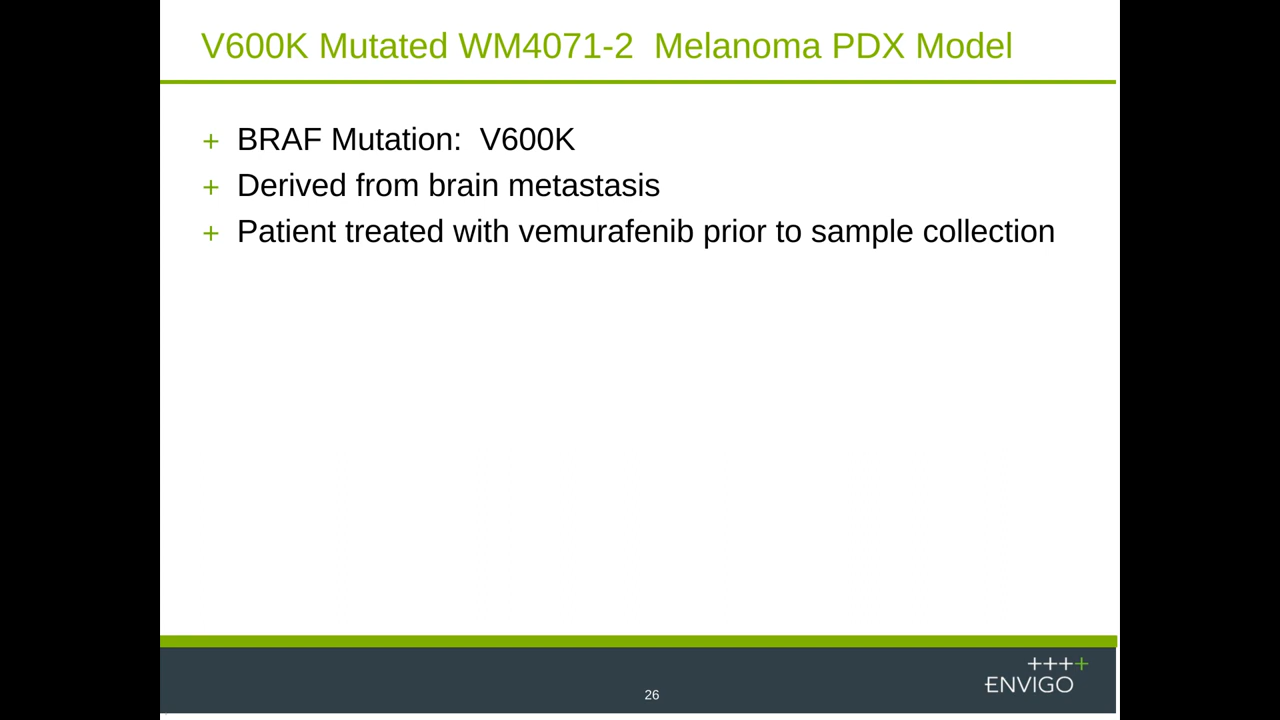 V600K Mutated WM4071-2  Melanoma PDX Model
+ BRAF Mutation:  V600K
+ Derived from brain metastasis
+ Patient treated with vemurafenib prior to sample collection
++++
ENVIGO
26